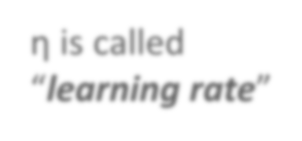 η is called
“learning rate”